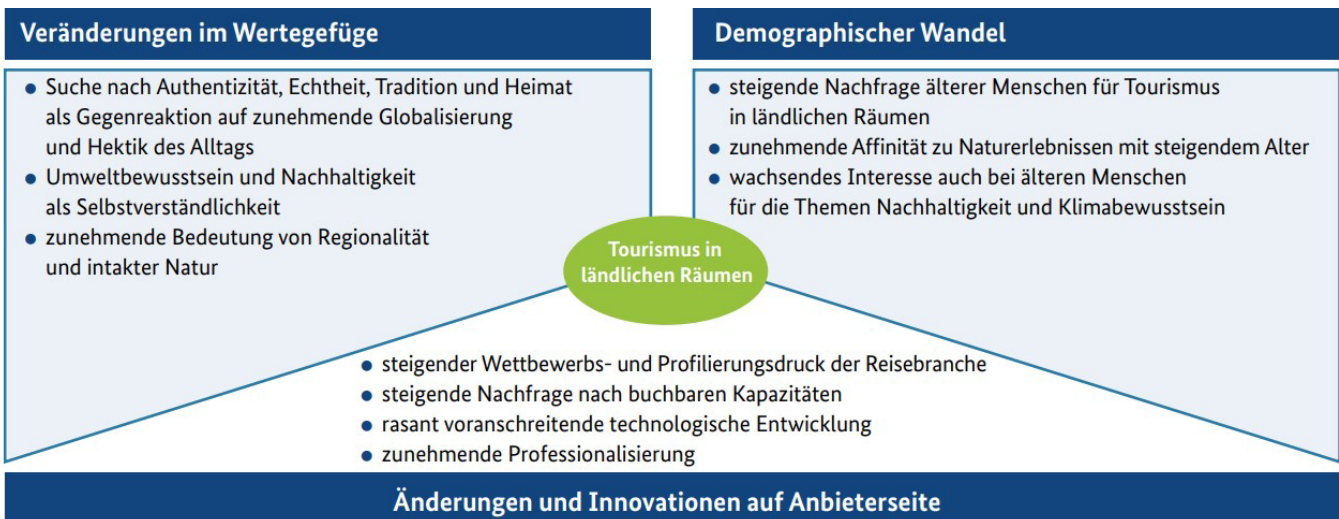 Veränderungen im Wertegefüge
• Suche nach Authentizität, Echtheit, Tradition und Heimat
als Gegenreaktion auf zunehmende Globalisierung
und Hektik des Alltags
• Umweltbewusstsein und Nachhaltigkeit
als Selbstverständlichkeit
• zunehmende Bedeutung von Regionalität
und intakter Natur
Demographischer Wandel
• steigende Nachfrage älterer Menschen für Tourismus
in ländlichen Räumen
• zunehmende Affinität zu Naturerlebnissen mit steigendem Alter
• wachsendes Interesse auch bei älteren Menschen
für die Themen Nachhaltigkeit und Klimabewusstsein
Tourismus in
ländlichen Räumen
• steigender Wettbewerbs- und Profilierungsdruck der Reisebranche
• steigende Nachfrage nach buchbaren Kapazitäten
• rasant voranschreitende technologische Entwicklung
• zunehmende Professionalisierung
Änderungen und Innovationen auf Anbieterseite